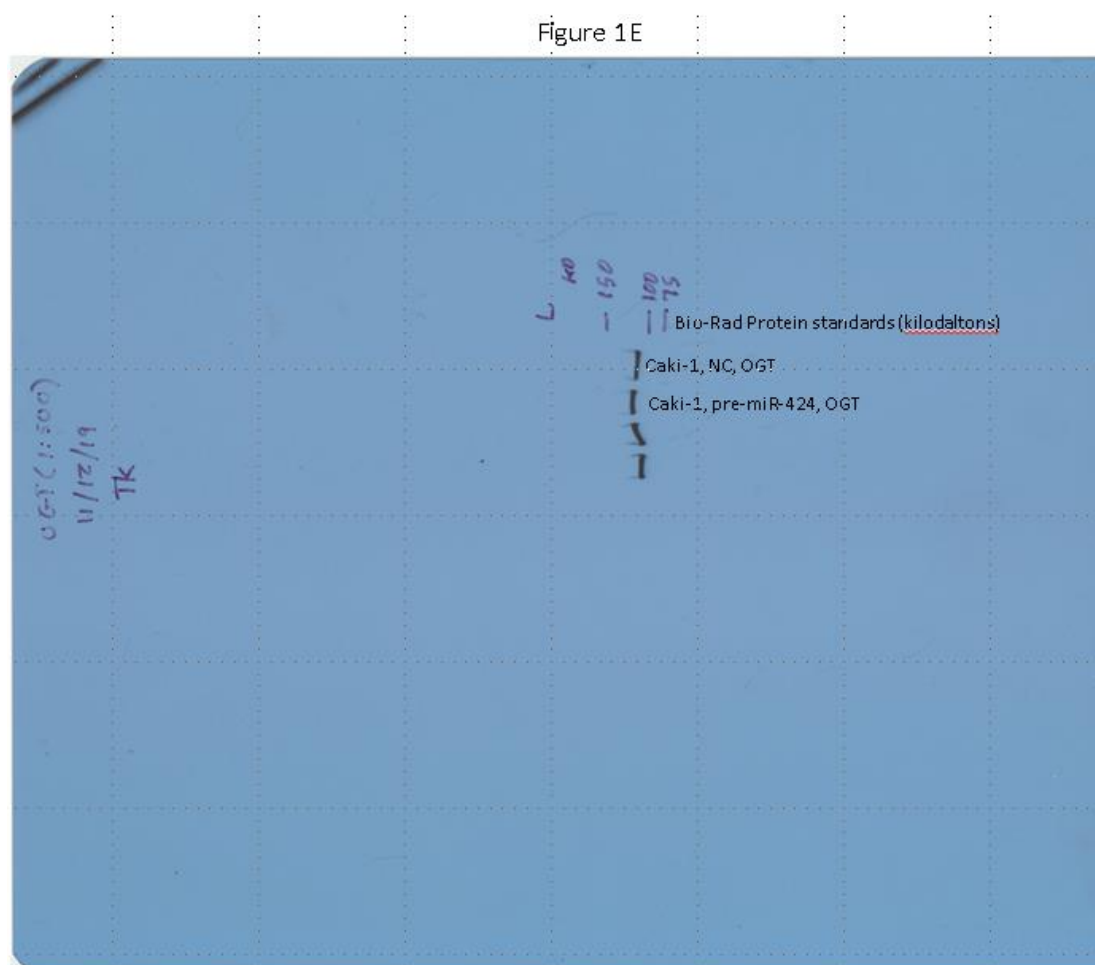 Figure 1E
L
150
100
75
Bio-Rad Protein standards (kilodaltons)
Caki-1, NC, OGT
Caki-1, pre-miR-424, OGT
OGT (1:500)
11/12/19
TK